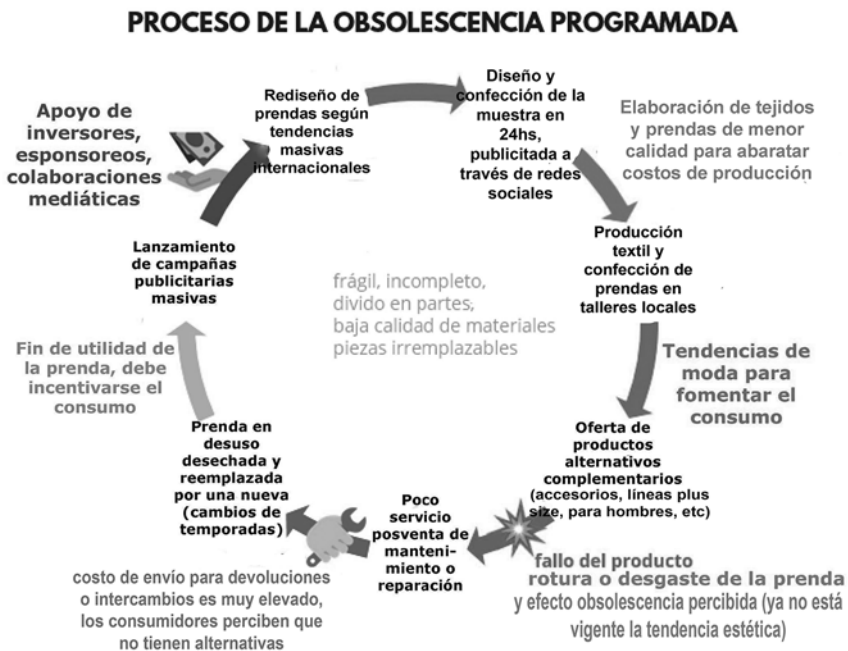 PROCESO DE LA OBSOLESCENCIA PROGRAMADA
Apoyo de
inversores,
esponsoreos,
colaboraciones
mediáticas
Rediseño de
prendas según
tendencias
masivas
internacionales
Diseño y
confección de la
muestra en
24hs,
publicitada a
través de redes
sociales
Elaboración de tejidos
y prendas de menor
calidad para abaratar
costos de producción
Producción
textil y
confección de
prendas en
talleres locales
Tendencias de
moda para
fomentar el
consumo
Oferta de
productos
alternativos
complementarios
(accesorios, líneas plus
size, para hombres, etc)
fallo del producto
rotura o desgaste de la prenda
y efecto obsolescencia percibida (ya no está
vigente la tendencia estética)
Poco
servicio
posventa de
manteni-
miento o
reparación
costo de envío para devoluciones
o intercambios es muy elevado,
los consumidores perciben que
no tienen alternativas
Prenda en
desuso
desechada y
reemplazada
por una nueva
(cambios de
temporadas)
Fin de utilidad de
la prenda, debe
incentivarse el
consumo
Lanzamiento
de campañas
publicitarias
masivas
frágil, incompleto,
divido en partes,
baja calidad de materiales
piezas irremplazables